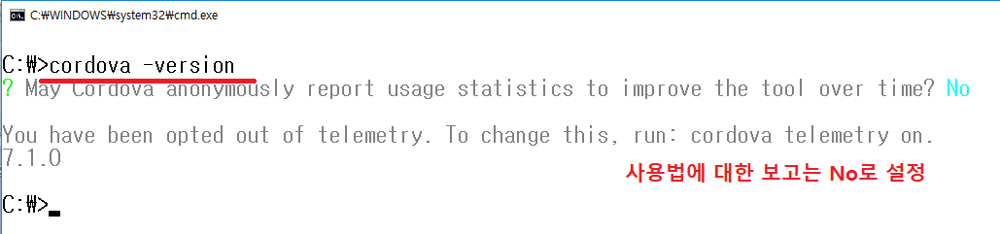 C:₩WINDOWS₩system32₩cmd.exe
C:₩>cordova -version
? May Cordova anonymously report usage statistics to improve the tool over time? No
You have been opted out of telemetry. To change this, run: cordova telemetry on.
7.1.0
사용법에 대한 보고는 No로 설정
C:₩>